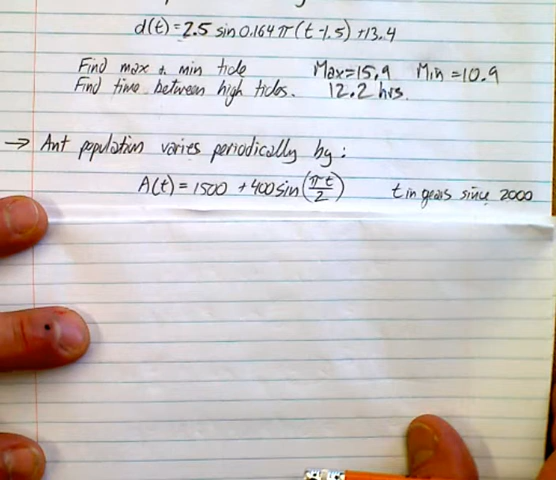 d(t) = 2.5 sin 0.164π(t-1.5) + 13.4
Find max + min tide Max=15.9 Min=10.9
Find time between high tides. 12.2 hrs.
→ Ant population varies periodically by:
A(t) = 1500 + 400 sin(πt/2) t in years since 2000